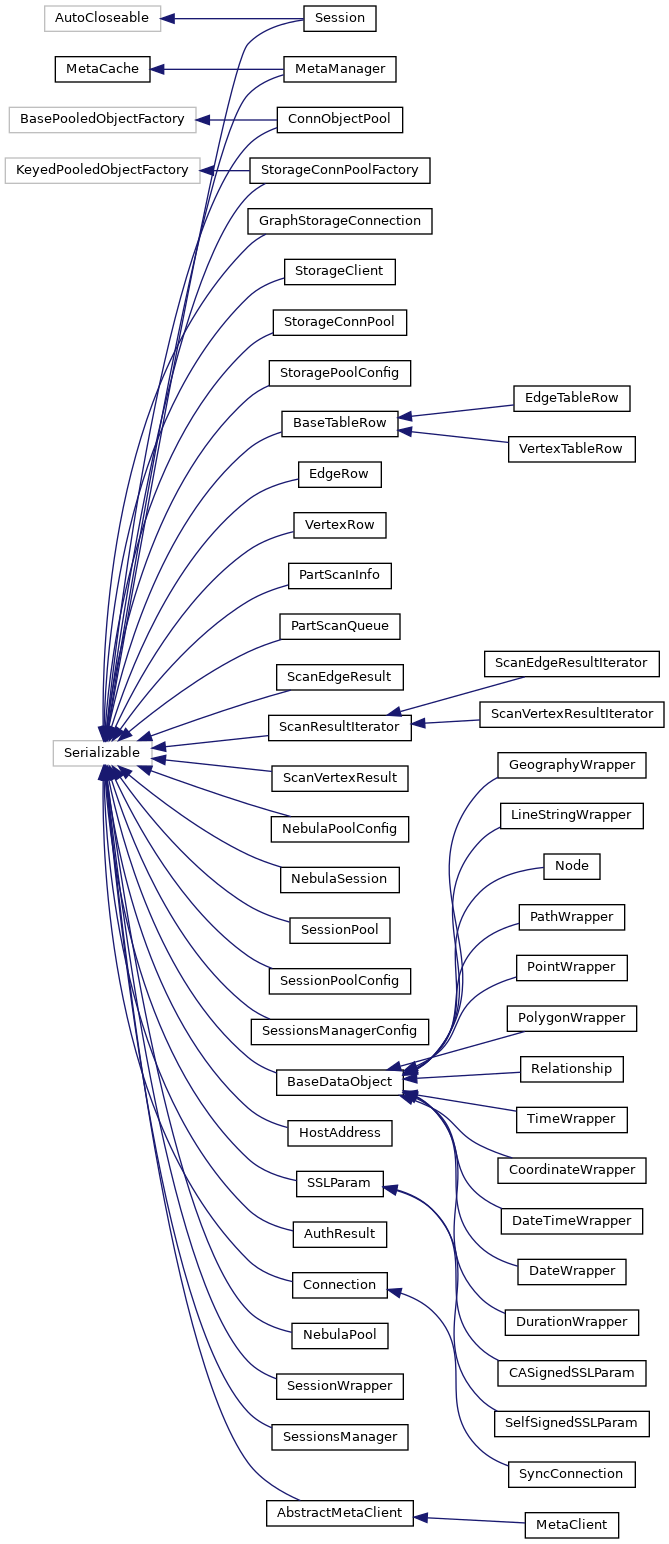 AutoCloseable
Session
MetaCache
MetaManager
BasePooledObjectFactory
ConnObjectPool
KeyedPooledObjectFactory
StorageConnPoolFactory
GraphStorageConnection
StorageClient
StorageConnPool
StoragePoolConfig
BaseTableRow
EdgeTableRow
VertexTableRow
EdgeRow
VertexRow
PartScanInfo
PartScanQueue
ScanEdgeResult
ScanEdgeResultIterator
ScanResultIterator
ScanVertexResultIterator
Serializable
ScanVertexResult
GeographyWrapper
NebulaPoolConfig
LineStringWrapper
NebulaSession
Node
SessionPool
PathWrapper
SessionPoolConfig
PointWrapper
SessionsManagerConfig
PolygonWrapper
BaseDataObject
Relationship
HostAddress
TimeWrapper
SSLParam
CoordinateWrapper
AuthResult
DateTimeWrapper
Connection
DateWrapper
NebulaPool
DurationWrapper
SessionWrapper
CASignedSSLParam
SessionsManager
SelfSignedSSLParam
SyncConnection
AbstractMetaClient
MetaClient